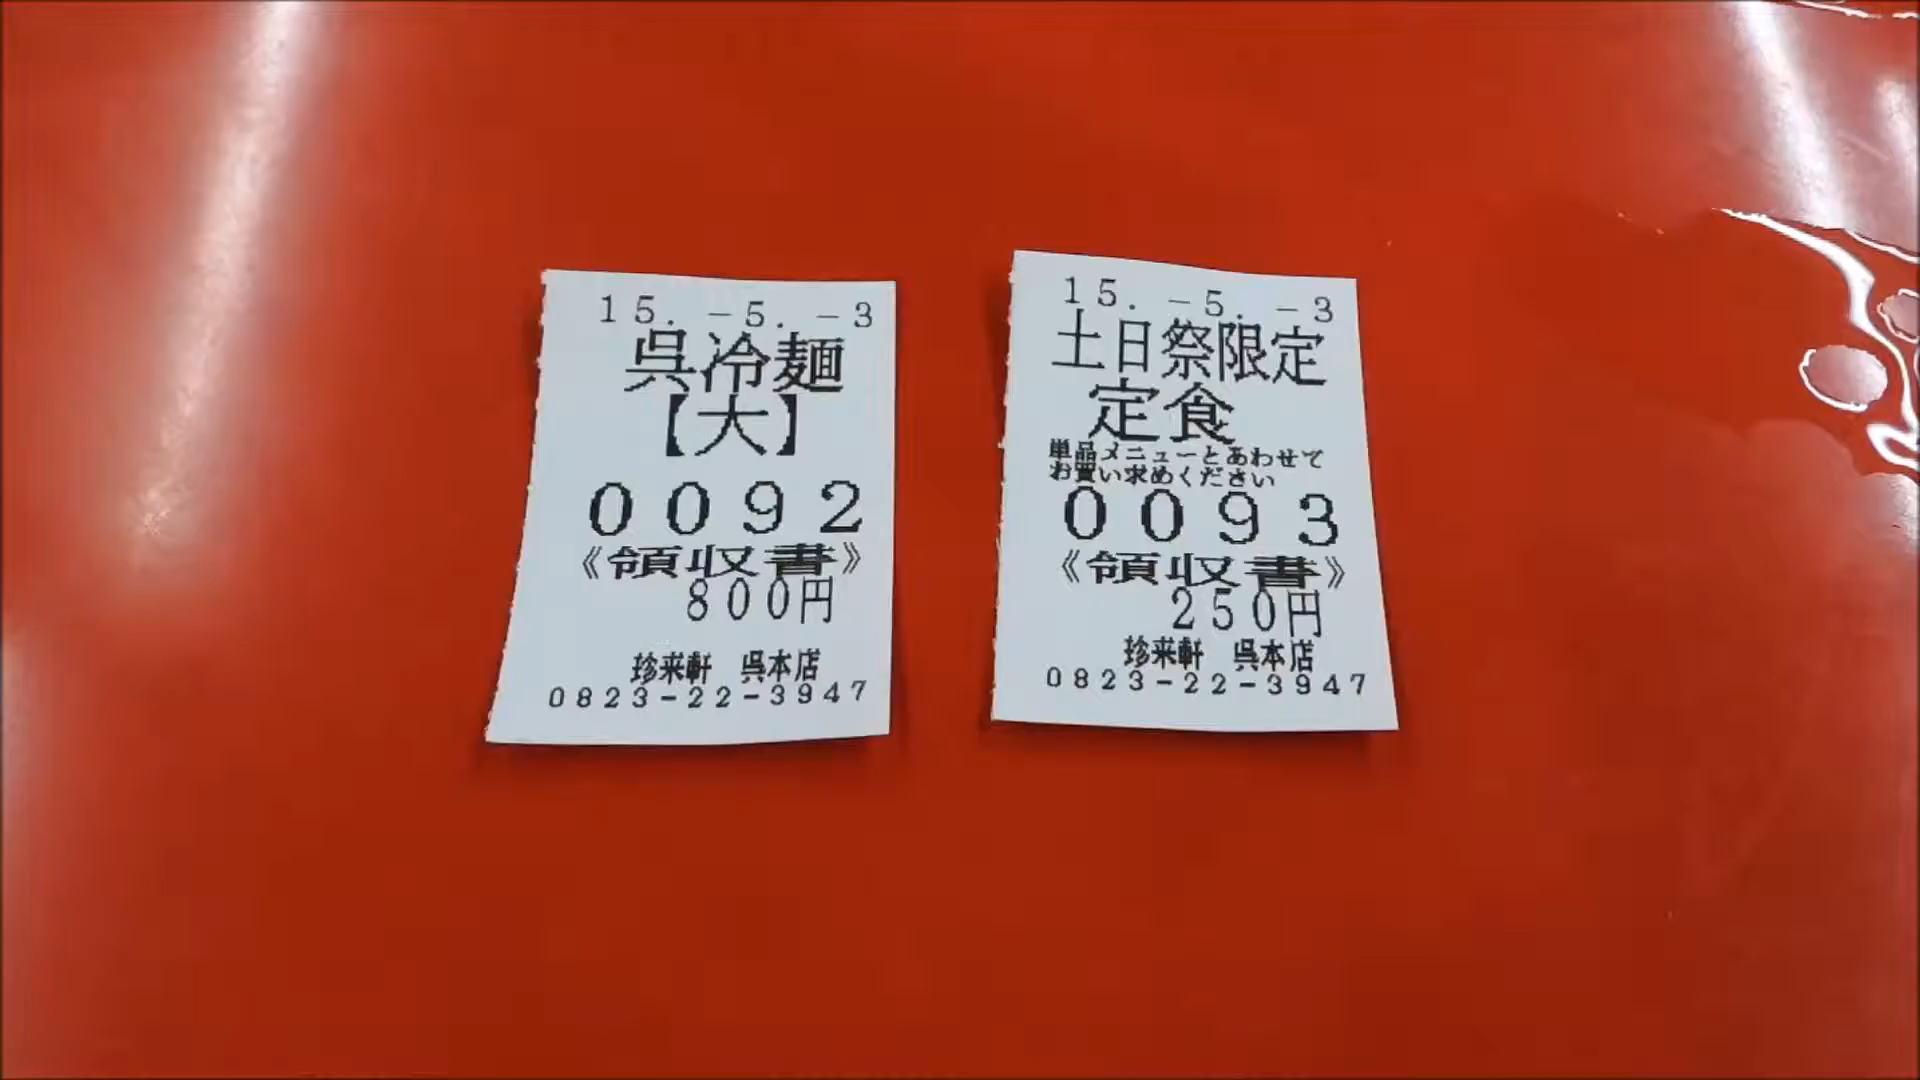 15.-5.-3
呉冷麺
【大】
0092
《領収書》
800円
珍来軒 呉本店
0823-22-3947
15.-5.-3
土日祭限定
定食
単品メニューとあわせて
お買い求めください
0093
《領収書》
250円
珍来軒 呉本店
0823-22-3947